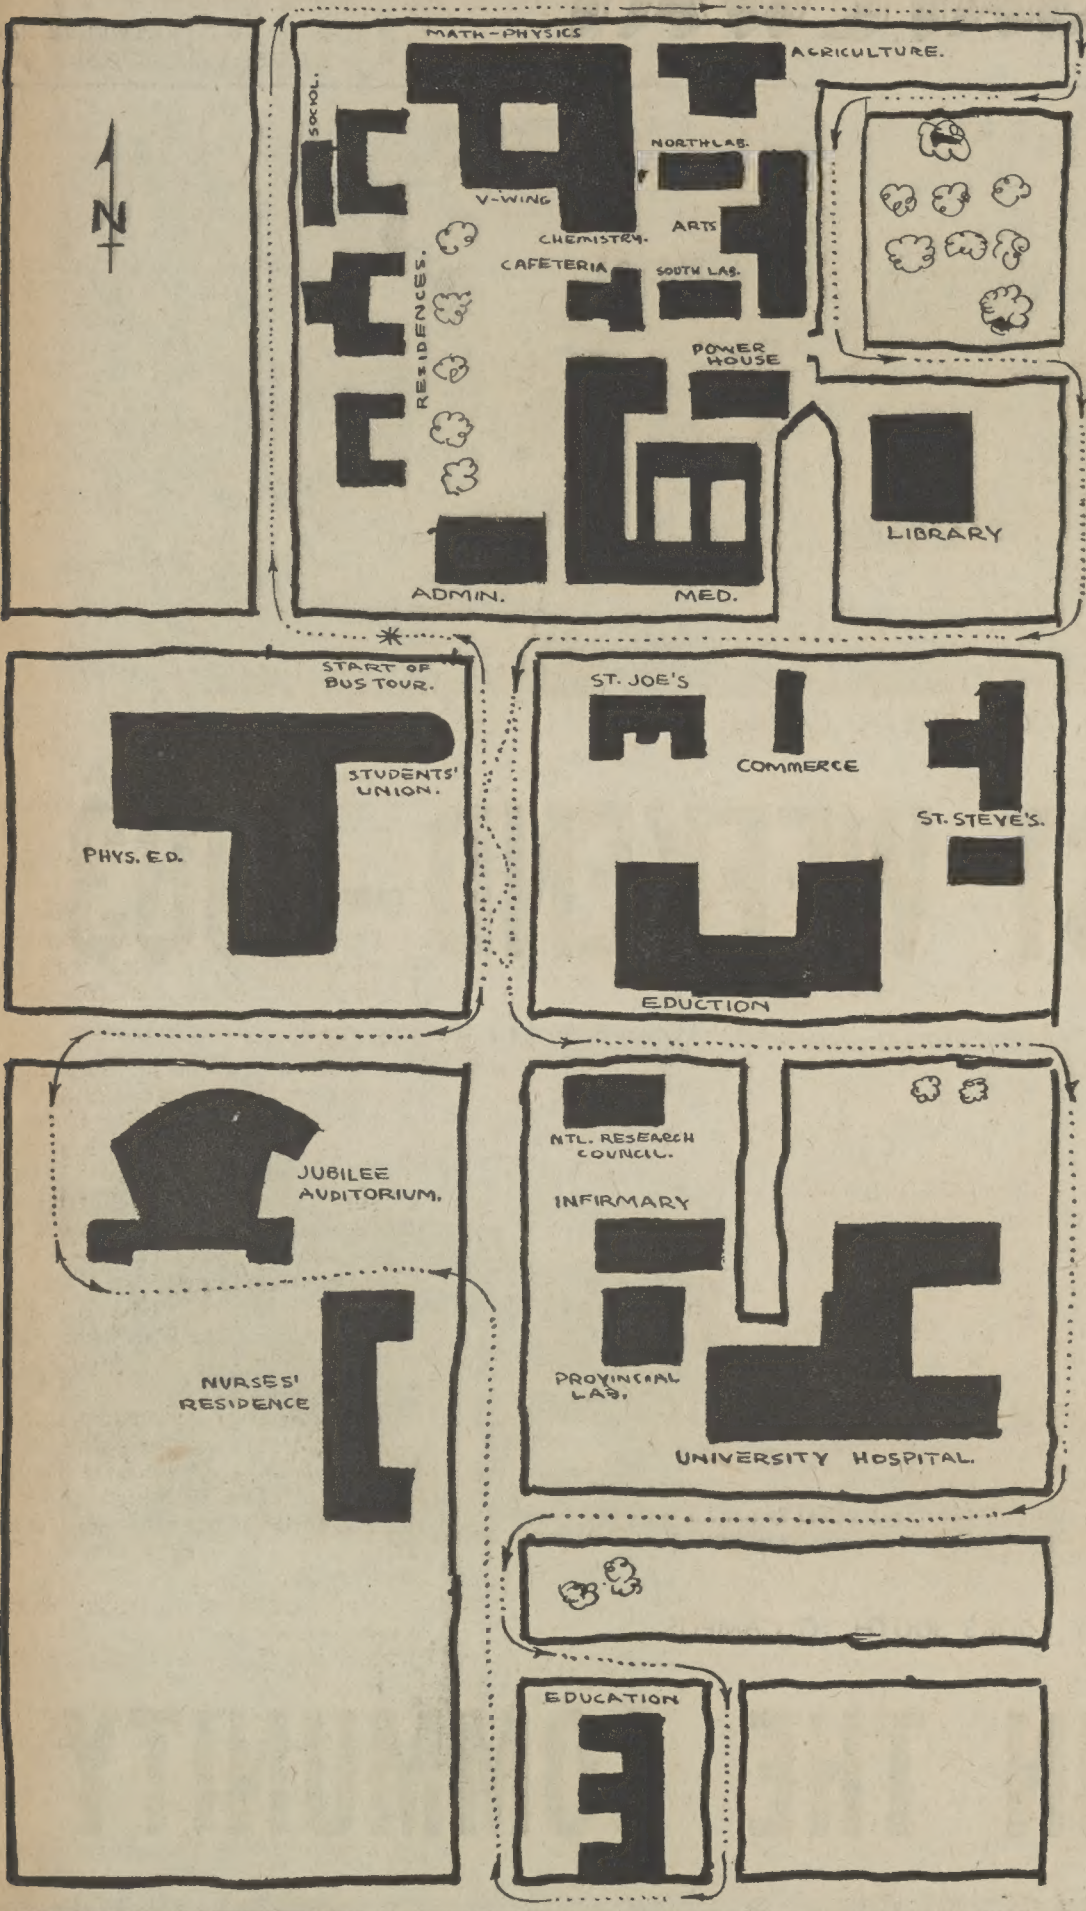 MATH-PHYSICS
AGRICULTURE.
SOCIOL.
NORTH LAB.
N
V-WING
CHEMISTRY.
ARTS
CAFETERIA
SOUTH LAB.
RESIDENCES.
POWER
HOUSE
LIBRARY
ADMIN.
MED.
START OF
BUS TOUR.
ST. JOE'S
COMMERCE
STUDENTS'
UNION.
ST. STEVE'S.
PHYS. ED.
EDUCTION
NTL. RESEARCH
COUNCIL.
JUBILEE
AUDITORIUM.
INFIRMARY
NURSES'
RESIDENCE
PROVINCIAL
LAB.
UNIVERSITY HOSPITAL.
EDUCATION